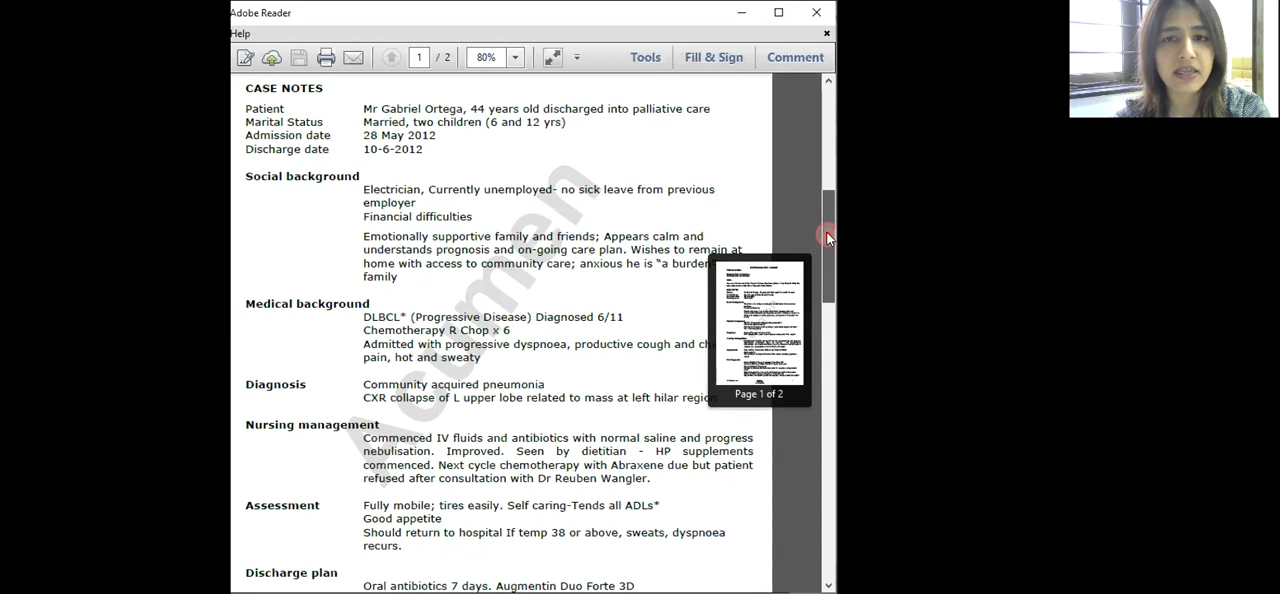 Adobe Reader
Help
1 / 2 80% Tools Fill & Sign Comment
CASE NOTES
Patient Mr Gabriel Ortega, 44 years old discharged into palliative care
Marital Status Married, two children (6 and 12 yrs)
Admission date 28 May 2012
Discharge date 10-6-2012
Social background
Electrician, Currently unemployed- no sick leave from previous
employer
Financial difficulties
Emotionally supportive family and friends; Appears calm and
understands prognosis and on-going care plan. Wishes to remain at
home with access to community care; anxious he is "a burden
family
Medical background
DLBCL* (Progressive Disease) Diagnosed 6/11
Chemotherapy R Chop x 6
Admitted with progressive dyspnoea, productive cough and
pain, hot and sweaty
Diagnosis Community acquired pneumonia
CXR collapse of L upper lobe related to mass at left hilar region
Nursing management
Commenced IV fluids and antibiotics with normal saline and progress
nebulisation. Improved. Seen by dietitian - HP supplements
commenced. Next cycle chemotherapy with Abraxene due but patient
refused after consultation with Dr Reuben Wangler.
Assessment Fully mobile; tires easily. Self caring-Tends all ADLs*
Good appetite
Should return to hospital If temp 38 or above, sweats, dyspnoea
recurs.
Discharge plan
Oral antibiotics 7 days. Augmentin Duo Forte 3D
Page 1 of 2
Acumen